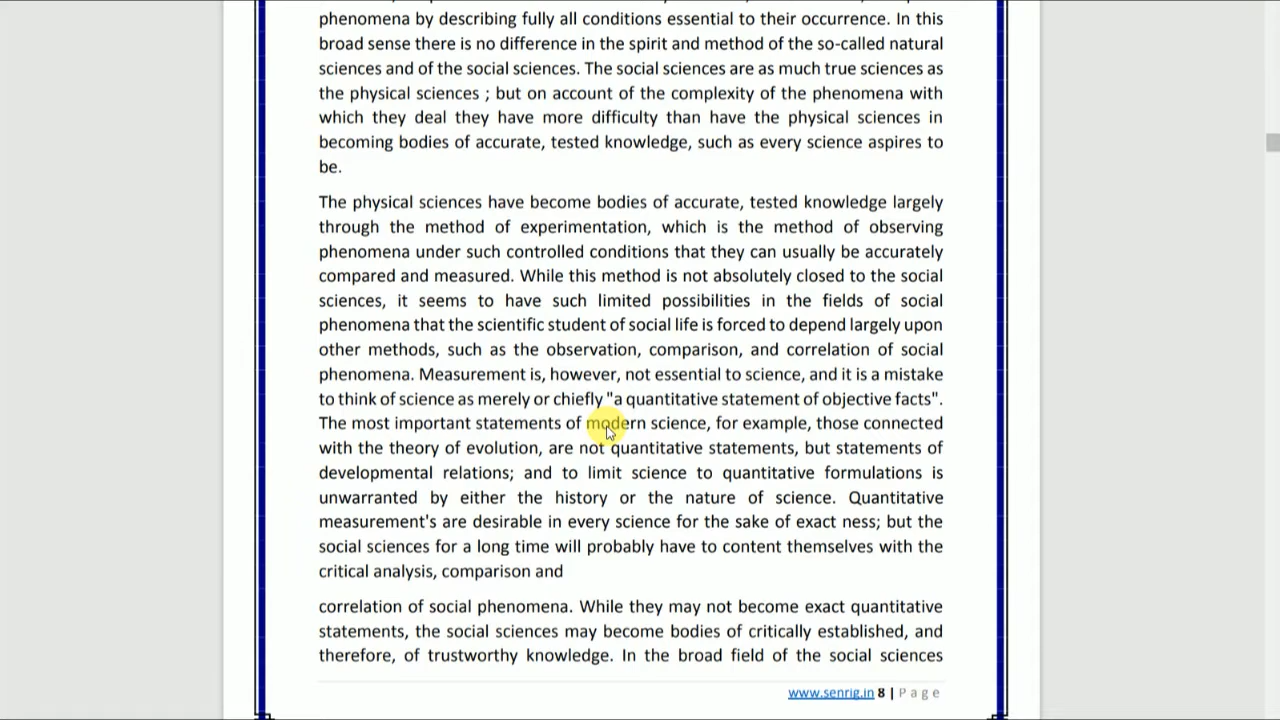 phenomena by describing fully all conditions essential to their occurrence. In this
broad sense there is no difference in the spirit and method of the so-called natural
sciences and of the social sciences. The social sciences are as much true sciences as
the physical sciences ; but on account of the complexity of the phenomena with
which they deal they have more difficulty than have the physical sciences in
becoming bodies of accurate, tested knowledge, such as every science aspires to
be.
The physical sciences have become bodies of accurate, tested knowledge largely
through the method of experimentation, which is the method of observing
phenomena under such controlled conditions that they can usually be accurately
compared and measured. While this method is not absolutely closed to the social
sciences, it seems to have such limited possibilities in the fields of social
phenomena that the scientific student of social life is forced to depend largely upon
other methods, such as the observation, comparison, and correlation of social
phenomena. Measurement is, however, not essential to science, and it is a mistake
to think of science as merely or chiefly "a quantitative statement of objective facts".
The most important statements of modern science, for example, those connected
with the theory of evolution, are not quantitative statements, but statements of
developmental relations; and to limit science to quantitative formulations is
unwarranted by either the history or the nature of science. Quantitative
measurement's are desirable in every science for the sake of exact ness; but the
social sciences for a long time will probably have to content themselves with the
critical analysis, comparison and
correlation of social phenomena. While they may not become exact quantitative
statements, the social sciences may become bodies of critically established, and
therefore, of trustworthy knowledge. In the broad field of the social sciences
www.senrig.in 8 | P a g e